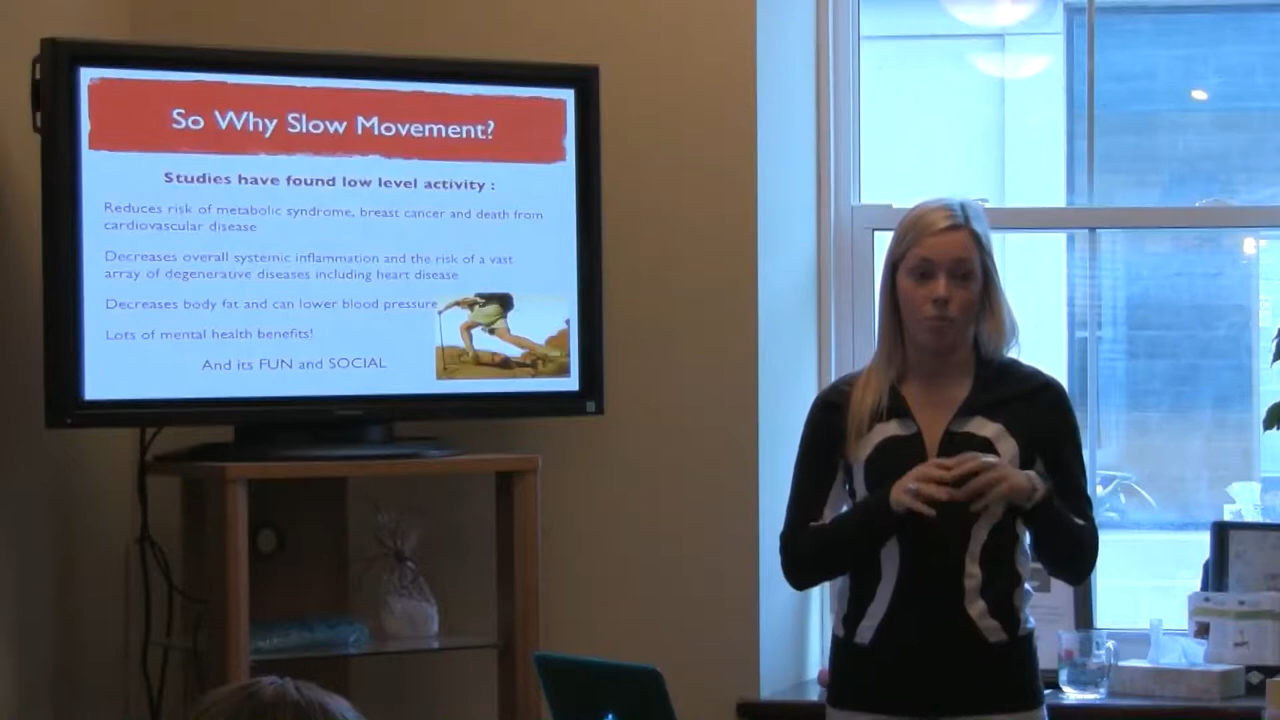 So Why Slow Movement?
Studies have found low level activity :
Reduces risk of metabolic syndrome, breast cancer and death from
cardiovascular disease
Decreases overall systemic inflammation and the risk of a vast
array of degenerative diseases including heart disease
Decreases body fat and can lower blood pressure
Lots of mental health benefits!
And its FUN and SOCIAL